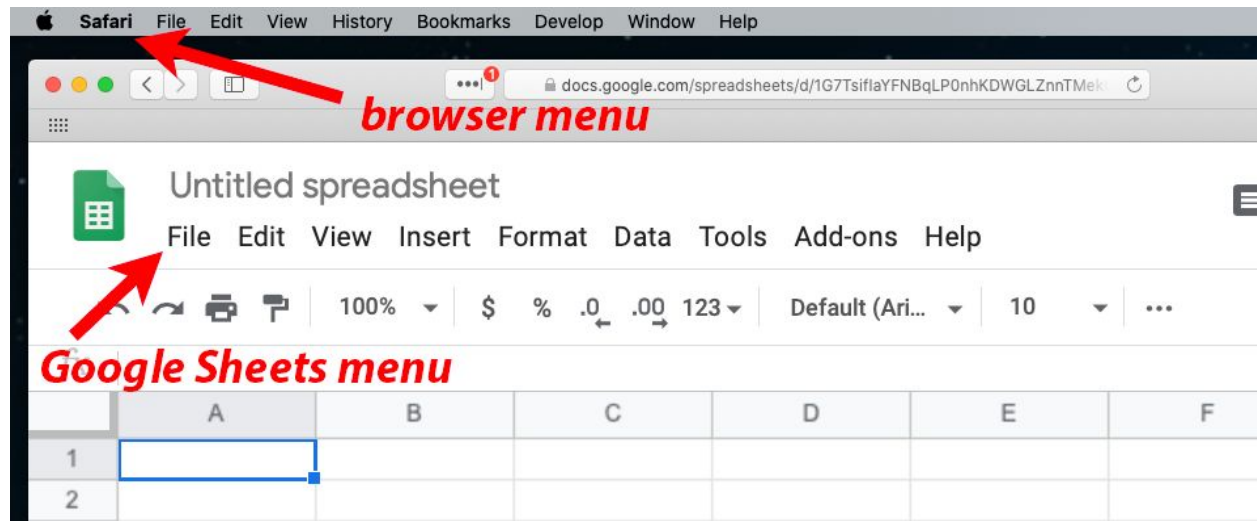 Safari File Edit View History Bookmarks Develop Window Help
1
docs.google.com/spreadsheets/d/1G7TsiflaYFNBqLP0nhKDWGLZnnTMek
browser menu
Untitled spreadsheet
File Edit View Insert Format Data Tools Add-ons Help
100% $ % .0 .00 123 Default (Ari... 10
Google Sheets menu
A B C D E F
1
2